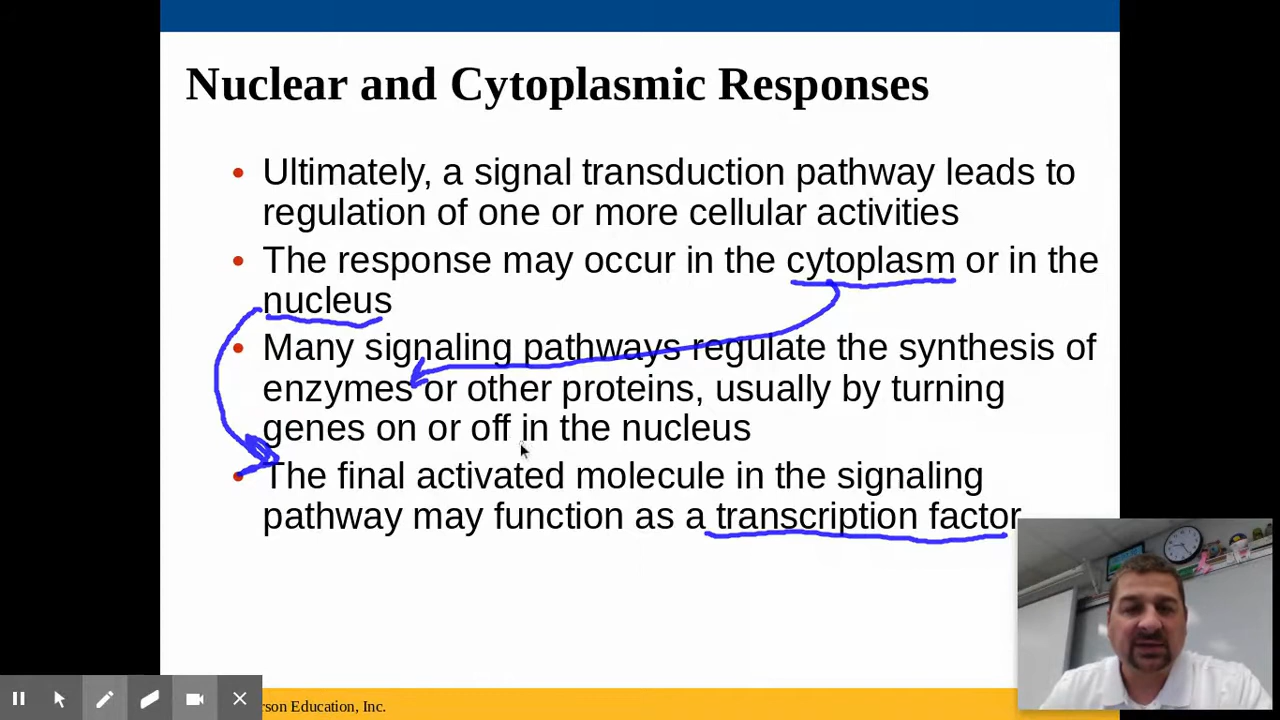 Nuclear and Cytoplasmic Responses
• Ultimately, a signal transduction pathway leads to
regulation of one or more cellular activities
• The response may occur in the cytoplasm or in the
nucleus
• Many signaling pathways regulate the synthesis of
enzymes or other proteins, usually by turning
genes on or off in the nucleus
• The final activated molecule in the signaling
pathway may function as a transcription factor
rson Education, Inc.